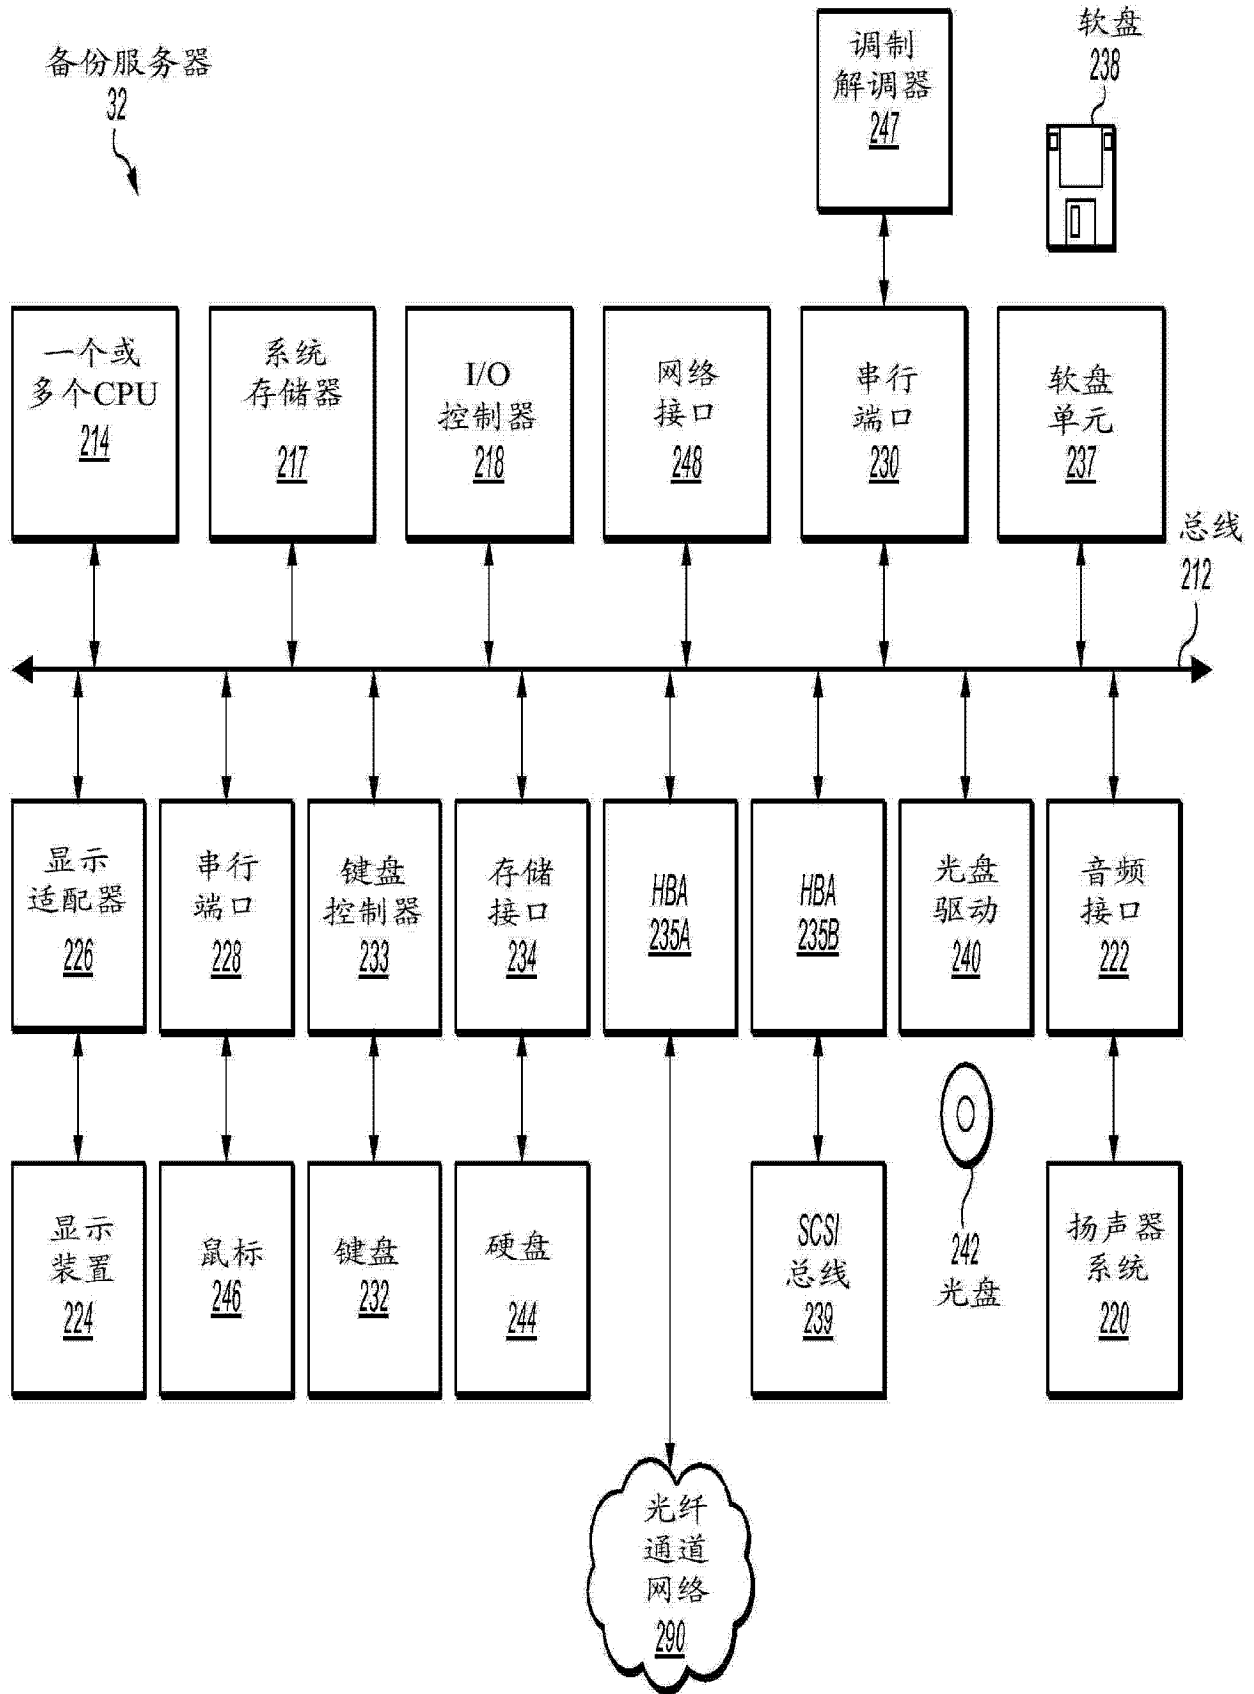 备份服务器
32
调制
解调器
247
软盘
238
一个或
多个CPU
214
系统
存储器
217
I/O
控制器
218
网络
接口
248
串行
端口
230
软盘
单元
237
总线
212
显示
适配器
226
串行
端口
228
键盘
控制器
233
存储
接口
234
HBA
235A
HBA
235B
光盘
驱动
240
音频
接口
222
显示
装置
224
鼠标
246
键盘
232
硬盘
244
SCSI
总线
239
242
光盘
扬声器
系统
220
光纤
通道
网络
290